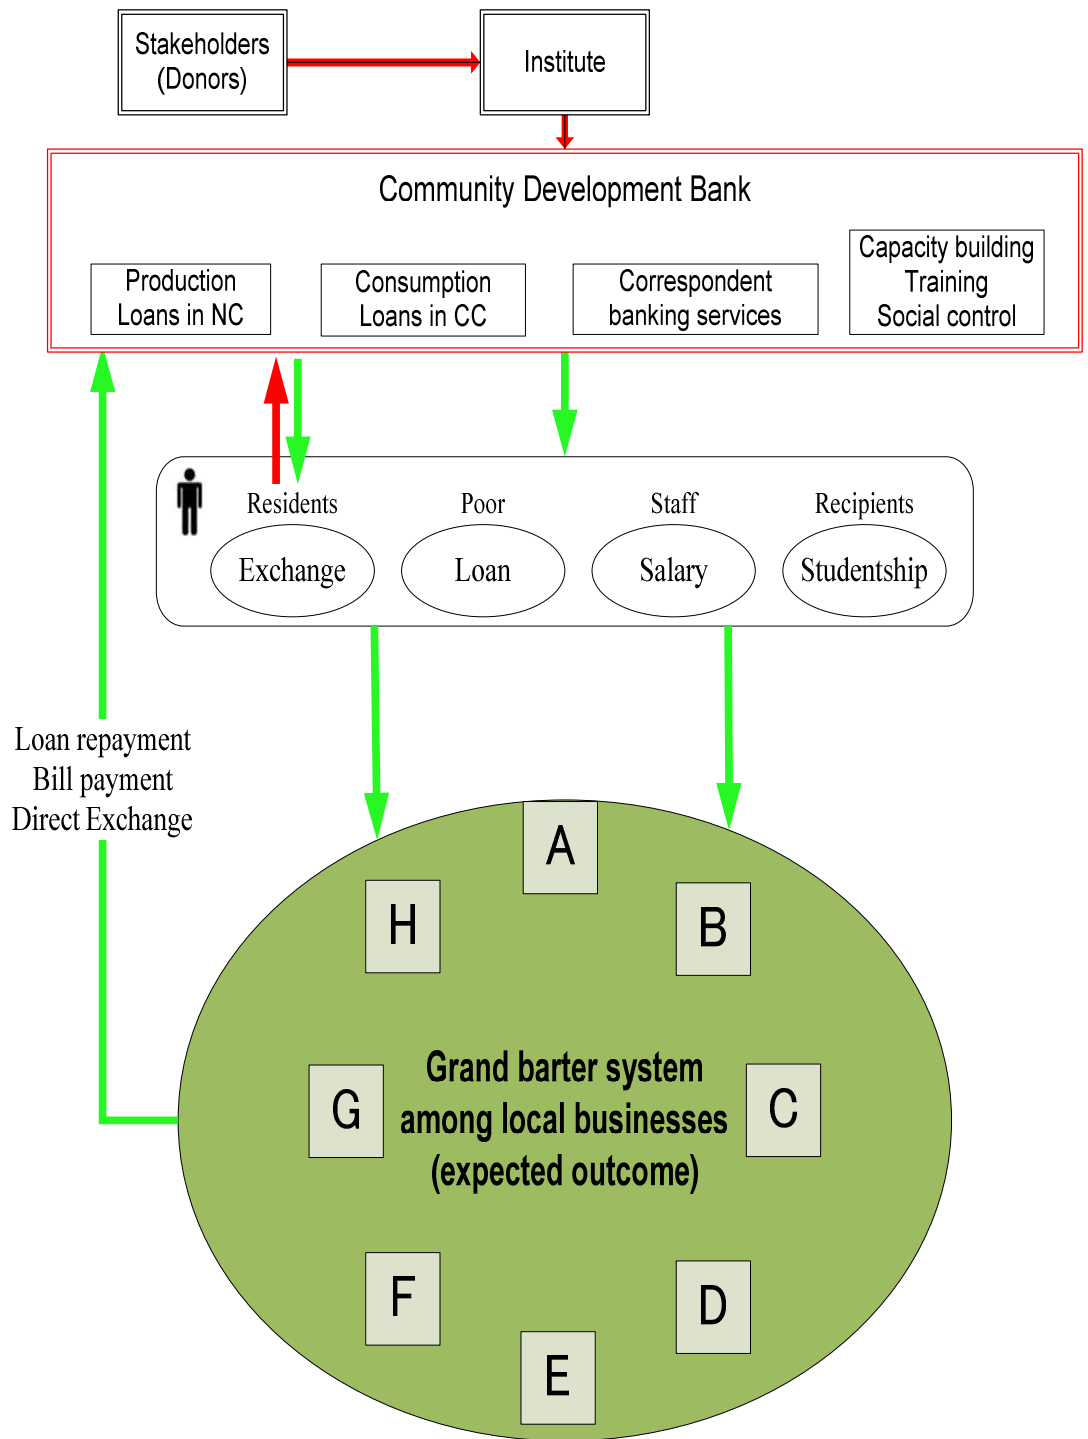 Stakeholders
(Donors)
Institute
Community Development Bank
Production
Loans in NC
Consumption
Loans in CC
Correspondent
banking services
Capacity building
Training
Social control
Residents
Poor
Staff
Recipients
Exchange
Loan
Salary
Studentship
Loan repayment
Bill payment
Direct Exchange
A
H
B
Grand barter system
among local businesses
(expected outcome)
G
C
F
D
E